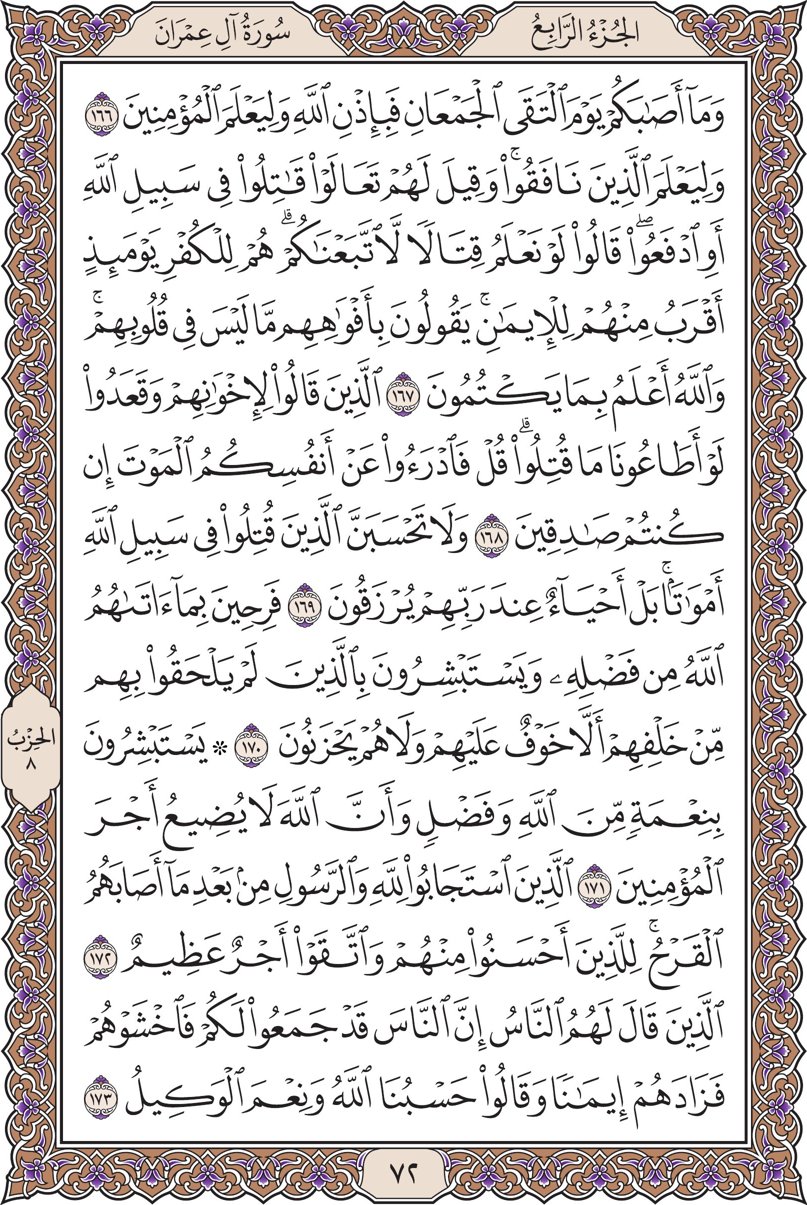 الجُزْءُ الرَّابِعُ
سُورَةُ آلِ عِمْرَانَ
وَمَآ أَصَٰبَكُمْ يَوْمَ ٱلْتَقَى ٱلْجَمْعَانِ فَبِإِذْنِ ٱللَّهِ وَلِيَعْلَمَ ٱلْمُؤْمِنِينَ ١٦٦
وَلِيَعْلَمَ ٱلَّذِينَ نَافَقُوا۟ۚ وَقِيلَ لَهُمْ تَعَالَوْا۟ قَٰتِلُوا۟ فِى سَبِيلِ ٱللَّهِ
أَوِ ٱدْفَعُوا۟ۖ قَالُوا۟ لَوْ نَعْلَمُ قِتَالًا لَّٱتَّبَعْنَٰكُمْۗ هُمْ لِلْكُفْرِ يَوْمَئِذٍ
أَقْرَبُ مِنْهُمْ لِلْإِيمَٰنِۚ يَقُولُونَ بِأَفْوَٰهِهِم مَّا لَيْسَ فِى قُلُوبِهِمْۚ
وَٱللَّهُ أَعْلَمُ بِمَا يَكْتُمُونَ ١٦٧ ٱلَّذِينَ قَالُوا۟ لِإِخْوَٰنِهِمْ وَقَعَدُوا۟
لَوْ أَطَاعُونَا مَا قُتِلُوا۟ۗ قُلْ فَٱدْرَءُوا۟ عَنْ أَنفُسِكُمُ ٱلْمَوْتَ إِن
كُنتُمْ صَٰدِقِينَ ١٦٨ وَلَا تَحْسَبَنَّ ٱلَّذِينَ قُتِلُوا۟ فِى سَبِيلِ ٱللَّهِ
أَمْوَٰتًۢاۚ بَلْ أَحْيَآءٌ عِندَ رَبِّهِمْ يُرْزَقُونَ ١٦٩ فَرِحِينَ بِمَآ ءَاتَىٰهُمُ
ٱللَّهُ مِن فَضْلِهِۦ وَيَسْتَبْشِرُونَ بِٱلَّذِينَ لَمْ يَلْحَقُوا۟ بِهِم
مِّنْ خَلْفِهِمْ أَلَّا خَوْفٌ عَلَيْهِمْ وَلَا هُمْ يَحْزَنُونَ ١٧٠ ۞ يَسْتَبْشِرُونَ
بِنِعْمَةٍ مِّنَ ٱللَّهِ وَفَضْلٍ وَأَنَّ ٱللَّهَ لَا يُضِيعُ أَجْرَ
ٱلْمُؤْمِنِينَ ١٧١ ٱلَّذِينَ ٱسْتَجَابُوا۟ لِلَّهِ وَٱلرَّسُولِ مِنۢ بَعْدِ مَآ أَصَابَهُمُ
ٱلْقَرْحُۚ لِلَّذِينَ أَحْسَنُوا۟ مِنْهُمْ وَٱتَّقَوْا۟ أَجْرٌ عَظِيمٌ ١٧٢
ٱلَّذِينَ قَالَ لَهُمُ ٱلنَّاسُ إِنَّ ٱلنَّاسَ قَدْ جَمَعُوا۟ لَكُمْ فَٱخْشَوْهُمْ
فَزَادَهُمْ إِيمَٰنًا وَقَالُوا۟ حَسْبُنَا ٱللَّهُ وَنِعْمَ ٱلْوَكِيلُ ١٧٣
الحِزْبُ
٨
٧٢